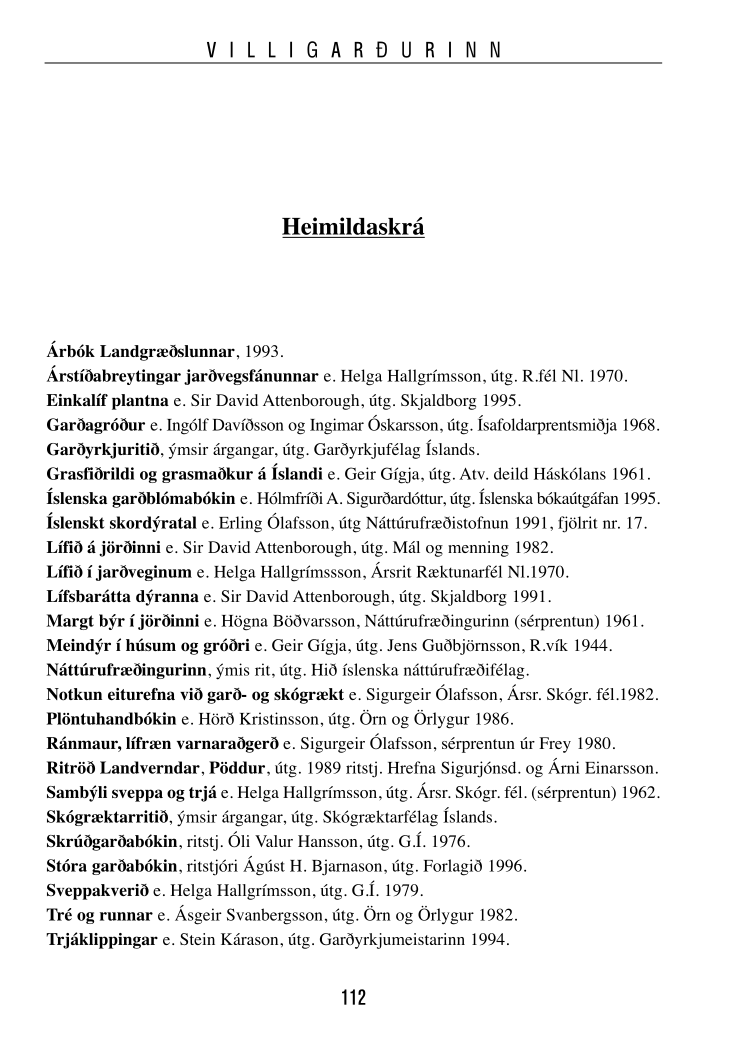 VILLIGARÐURINN
Heimildaskrá
Árbók Landgræðslunnar, 1993.
Árstíðabreytingar jarðvegsfánunnar e. Helga Hallgrímsson, útg. R.fél Nl. 1970.
Einkalíf plantna e. Sir David Attenborough, útg. Skjaldborg 1995.
Garðagróður e. Ingólf Davíðsson og Ingimar Óskarsson, útg. Ísafoldarprentsmiðja 1968.
Garðyrkjuritið, ýmsir árgangar, útg. Garðyrkjufélag Íslands.
Grasfiðrildi og grasmaðkur á Íslandi e. Geir Gígja, útg. Atv. deild Háskólans 1961.
Íslenska garðblómabókin e. Hólmfríði A. Sigurðardóttur, útg. Íslenska bókaútgáfan 1995.
Íslenskt skordýratal e. Erling Ólafsson, útg Náttúrufræðistofnun 1991, fjölrit nr. 17.
Lífið á jörðinni e. Sir David Attenborough, útg. Mál og menning 1982.
Lífið í jarðveginum e. Helga Hallgrímssson, Ársrit Ræktunarfél Nl.1970.
Lífsbarátta dýranna e. Sir David Attenborough, útg. Skjaldborg 1991.
Margt býr í jörðinni e. Högna Böðvarsson, Náttúrufræðingurinn (sérprentun) 1961.
Meindýr í húsum og gróðri e. Geir Gígja, útg. Jens Guðbjörnsson, R.vík 1944.
Náttúrufræðingurinn, ýmis rit, útg. Hið íslenska náttúrufræðifélag.
Notkun eiturefna við garð- og skógrækt e. Sigurgeir Ólafsson, Ársr. Skógr. fél.1982.
Plöntuhandbókin e. Hörð Kristinsson, útg. Örn og Örlygur 1986.
Ránmaur, lífræn varnaraðgerð e. Sigurgeir Ólafsson, sérprentun úr Frey 1980.
Ritröð Landverndar, Pöddur, útg. 1989 ritstj. Hrefna Sigurjónsd. og Árni Einarsson.
Sambýli sveppa og trjá e. Helga Hallgrímsson, útg. Ársr. Skógr. fél. (sérprentun) 1962.
Skógræktarritið, ýmsir árgangar, útg. Skógræktarfélag Íslands.
Skrúðgarðabókin, ritstj. Óli Valur Hansson, útg. G.Í. 1976.
Stóra garðabókin, ritstjóri Ágúst H. Bjarnason, útg. Forlagið 1996.
Sveppakverið e. Helga Hallgrímsson, útg. G.Í. 1979.
Tré og runnar e. Ásgeir Svanbergsson, útg. Örn og Örlygur 1982.
Trjáklippingar e. Stein Kárason, útg. Garðyrkjumeistarinn 1994.
112